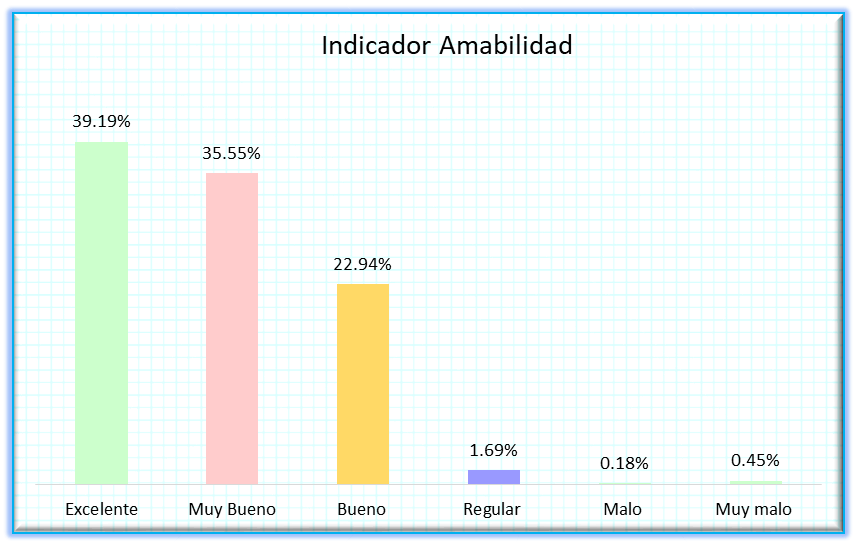 Indicador Amabilidad
39.19%
35.55%
22.94%
1.69%
0.18%
0.45%
Excelente
Muy Bueno
Bueno
Regular
Malo
Muy malo